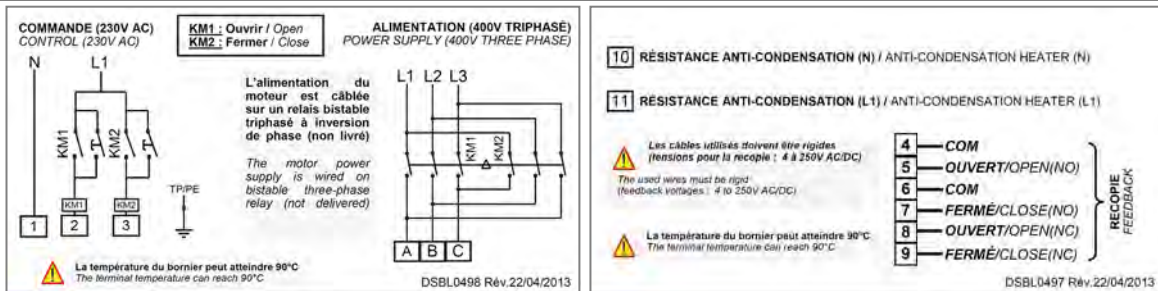 COMMANDE (230V AC)
CONTROL (230V AC)
KM1 : Ouvrir / Open
KM2 : Fermer / Close
ALIMENTATION (400V TRIPHASÉ)
POWER SUPPLY (400V THREE PHASE)
N
L1
KM1
KM2
KM1
KM2
1
2
3
TP/PE
L'alimentation du
moteur est câblée
sur un relais bistable
triphasé à inversion
de phase (non livré)
The motor power
supply is wired on
bistable three-phase
relay (not delivered)
L1 L2 L3
KM1
KM2
A B C
La température du bornier peut atteindre 90°C
The terminal temperature can reach 90°C
DSBL0498 Rév.22/04/2013
10 RÉSISTANCE ANTI-CONDENSATION (N) / ANTI-CONDENSATION HEATER (N)
11 RÉSISTANCE ANTI-CONDENSATION (L1) / ANTI-CONDENSATION HEATER (L1)
Les câbles utilisés doivent être rigides
(tensions pour la recopie : 4 à 250V AC/DC)
The used wires must be rigid
(feedback voltages : 4 to 250V AC/DC)
La température du bornier peut atteindre 90°C
The terminal temperature can reach 90°C
4 COM
5 OUVERT/OPEN(NO)
6 COM
7 FERMÉ/CLOSE(NO)
8 OUVERT/OPEN(NC)
9 FERMÉ/CLOSE(NC)
RECOPIE
FEEDBACK
DSBL0497 Rév.22/04/2013